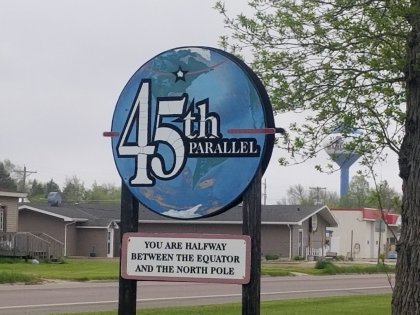 45th
PARALLEL
YOU ARE HALFWAY
BETWEEN THE EQUATOR
AND THE NORTH POLE